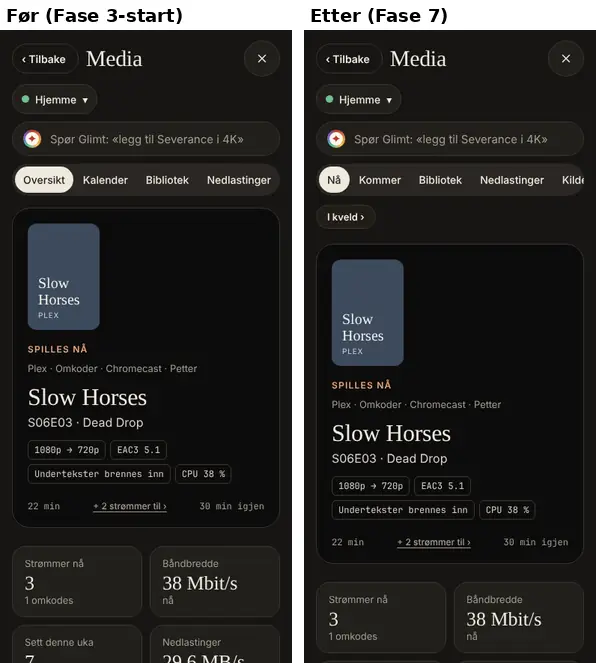 Før (Fase 3-start)
‹ Tilbake Media ×
Hjemme ▾
Spør Glimt: «legg til Severance i 4K»
Oversikt Kalender Bibliotek Nedlastinger
Slow
Horses
PLEX
SPILLES NÅ
Plex · Omkoder · Chromecast · Petter
Slow Horses
S06E03 · Dead Drop
1080p → 720p EAC3 5.1
Undertekster brennes inn CPU 38 %
22 min + 2 strømmer til › 30 min igjen
Strømmer nå Båndbredde
3 38 Mbit/s
1 omkodes nå
Sett denne uka Nedlastinger
7 29.6 MB/s
Etter (Fase 7)
‹ Tilbake Media ×
Hjemme ▾
Spør Glimt: «legg til Severance i 4K»
Nå Kommer Bibliotek Nedlastinger Kilde
I kveld ›
Slow
Horses
PLEX
SPILLES NÅ
Plex · Omkoder · Chromecast · Petter
Slow Horses
S06E03 · Dead Drop
1080p → 720p EAC3 5.1
Undertekster brennes inn CPU 38 %
22 min + 2 strømmer til › 30 min igjen
Strømmer nå Båndbredde
3 38 Mbit/s
1 omkodes nå